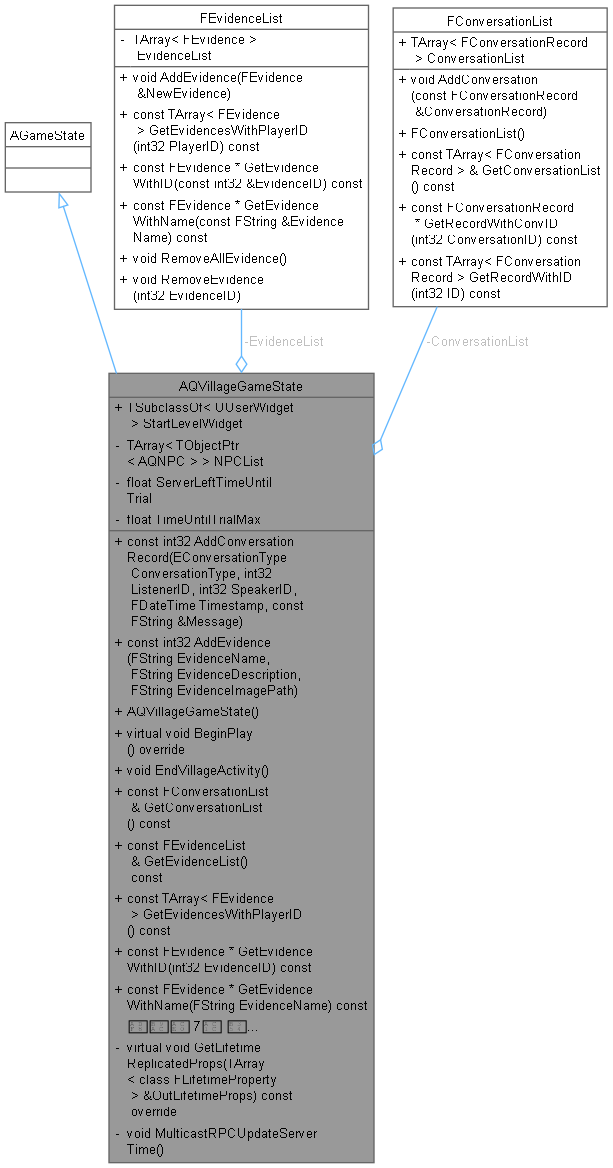 FEvidenceList
- TArray< FEvidence >
EvidenceList
+ void AddEvidence(FEvidence
&NewEvidence)
+ const TArray< FEvidence
> GetEvidencesWithPlayerID
(int32 PlayerID) const
+ const FEvidence * GetEvidence
WithID(const int32 &EvidenceID) const
+ const FEvidence * GetEvidence
WithName(const FString &Evidence
Name) const
+ void RemoveAllEvidence()
+ void RemoveEvidence
(int32 EvidenceID)
FConversationList
+ TArray< FConversationRecord
> ConversationList
+ void AddConversation
(const FConversationRecord
&ConversationRecord)
+ FConversationList()
+ const TArray< FConversation
Record > & GetConversationList
() const
+ const FConversationRecord
* GetRecordWithConvID
(int32 ConversationID) const
+ const TArray< FConversation
Record > GetRecordWithID
(int32 ID) const
AGameState
-EvidenceList
-ConversationList
AQVillageGameState
+ TSubclassOf< UUserWidget
> StartLevelWidget
- TArray< TObjectPtr
< AQNPC > > NPCList
- float ServerLeftTimeUntil
Trial
- float TimeUntilTrialMax
+ const int32 AddConversation
Record(EConversationType
ConversationType, int32
ListenerID, int32 SpeakerID,
FDateTime Timestamp, const
FString &Message)
+ const int32 AddEvidence
(FString EvidenceName,
FString EvidenceDescription,
FString EvidenceImagePath)
+ AQVillageGameState()
+ virtual void BeginPlay
() override
+ void EndVillageActivity()
+ const FConversationList
& GetConversationList
() const
+ const FEvidenceList
& GetEvidenceList()
const
+ const TArray< FEvidence
> GetEvidencesWithPlayerID
() const
+ const FEvidence * GetEvidence
WithID(int32 EvidenceID) const
+ const FEvidence * GetEvidence
WithName(FString EvidenceName) const
7 ...
- virtual void GetLifetime
ReplicatedProps(TArray
< class FLifetimeProperty
> &OutLifetimeProps) const
override
- void MulticastRPCUpdateServer
Time()